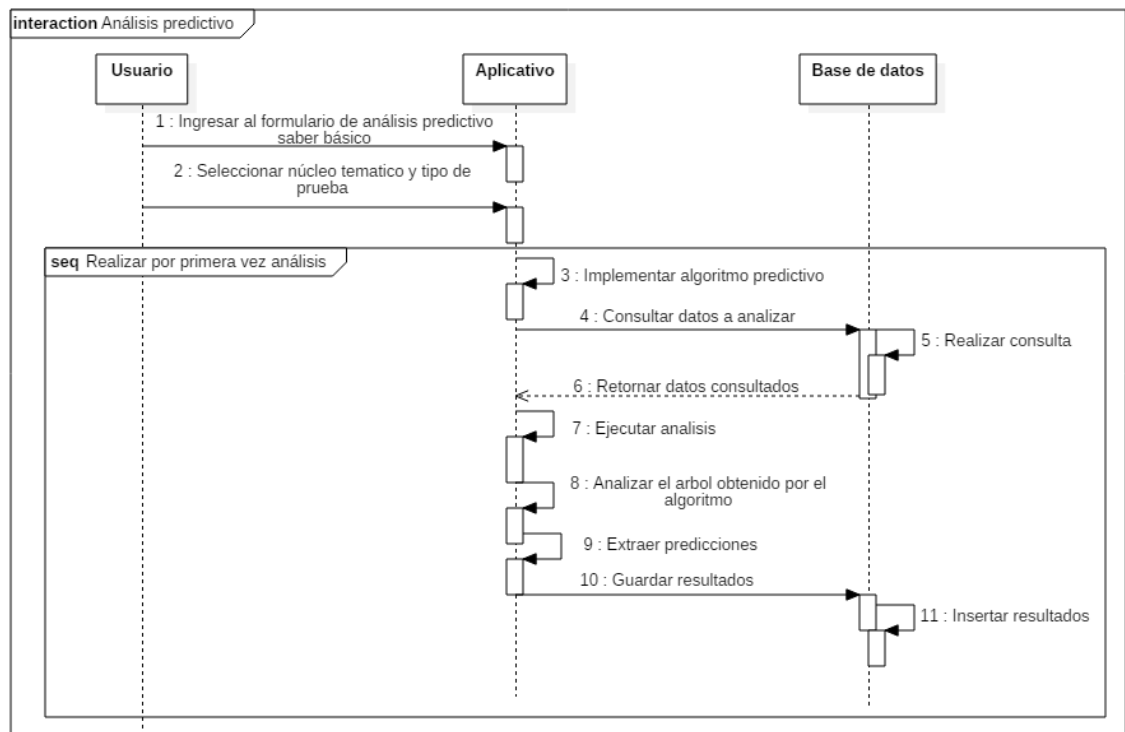 interaction Análisis predictivo
Usuario
Aplicativo
Base de datos
1 : Ingresar al formulario de análisis predictivo
saber básico
2 : Seleccionar núcleo tematico y tipo de
prueba
seq Realizar por primera vez análisis
3 : Implementar algoritmo predictivo
4 : Consultar datos a analizar
5 : Realizar consulta
6 : Retornar datos consultados
7 : Ejecutar analisis
8 : Analizar el arbol obtenido por el
algoritmo
9 : Extraer predicciones
10 : Guardar resultados
11 : Insertar resultados